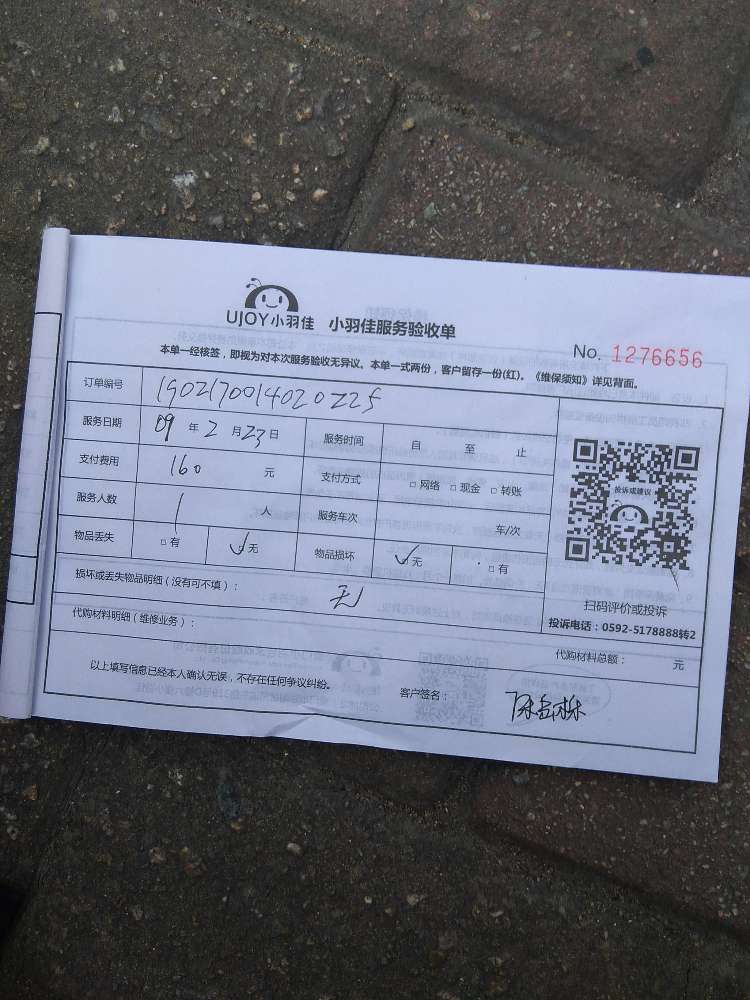 UJOY小羽佳 小羽佳服务验收单
No. 1276656
本单一经核签，即视为对本次服务验收无异议。本单一式两份，客户留存一份(红)。《维保须知》详见背面。
订单编号 1902170014020225
服务日期 09 年 2 月 23 日 服务时间 自 至 止
支付费用 160 元 支付方式 □网络 □现金 □转账
服务人数 1 人 服务车次 车/次
物品丢失 □有 ✓无 物品损坏 ✓无 □有
投诉或建议
扫码评价或投诉
投诉电话：0592-5178888转2
损坏或丢失物品明细（没有可不填）： 无
代购材料明细（维修业务）： 代购材料总额： 元
以上填写信息已经本人确认无误，不存在任何争议纠纷。 客户签名：